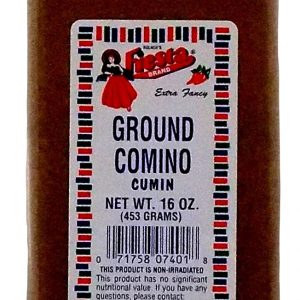 BOLNER'S
Fiesta
BRAND
Extra Fancy
GROUND
COMINO
CUMIN
NET WT. 16 OZ.
(453 GRAMS)
0 71758 07401 8
THIS PRODUCT IS NON-IRRADIATED
This product has no significant
nutritional value. If you have any
questions, please contact: